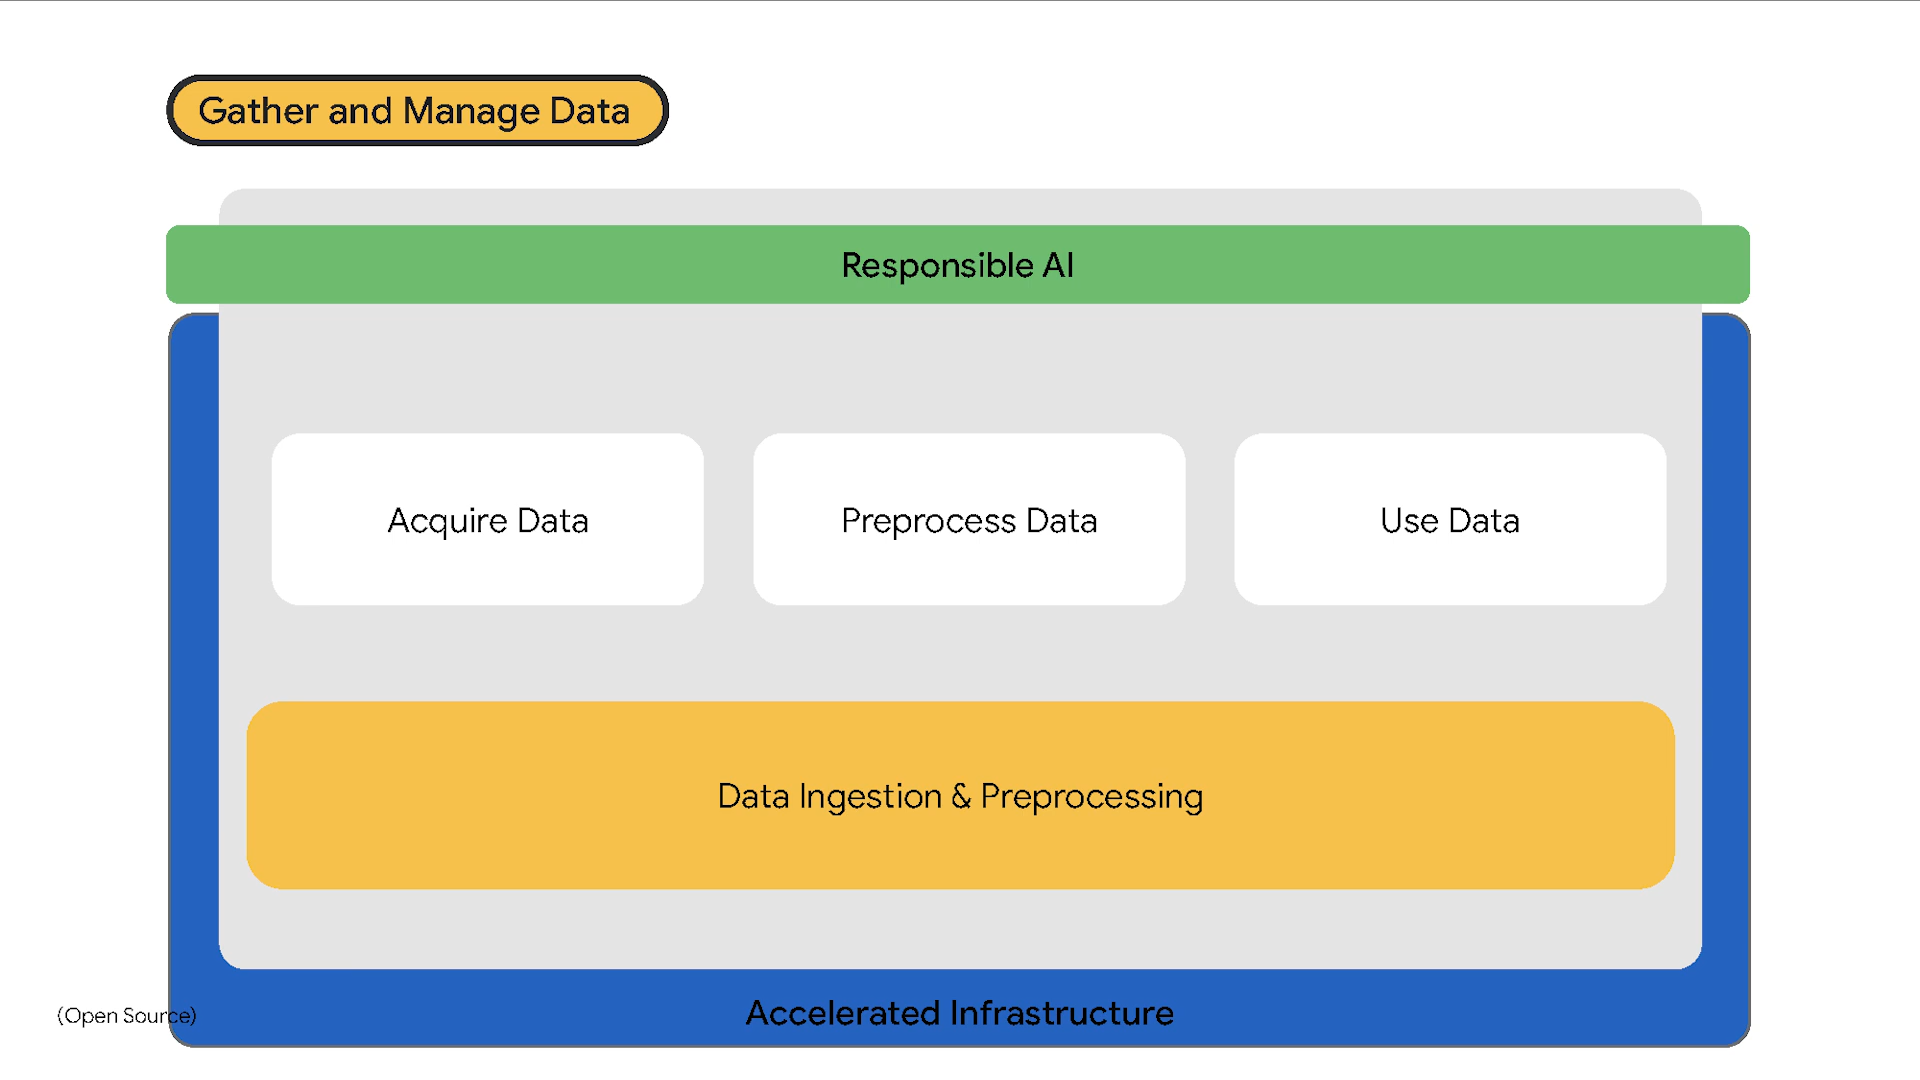 Gather and Manage Data
Responsible AI
Acquire Data
Preprocess Data
Use Data
Data Ingestion & Preprocessing
(Open Source)
Accelerated Infrastructure